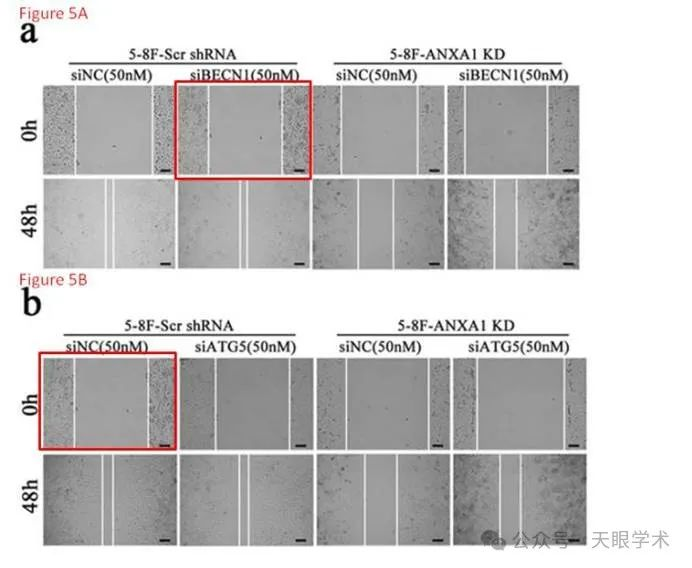 Figure 5A
a
5-8F-Scr shRNA 5-8F-ANXA1 KD
siNC(50nM) siBECN1(50nM) siNC(50nM) siBECN1(50nM)
0h
48h
Figure 5B
b
5-8F-Scr shRNA 5-8F-ANXA1 KD
siNC(50nM) siATG5(50nM) siNC(50nM) siATG5(50nM)
0h
48h
公众号 天眼学术